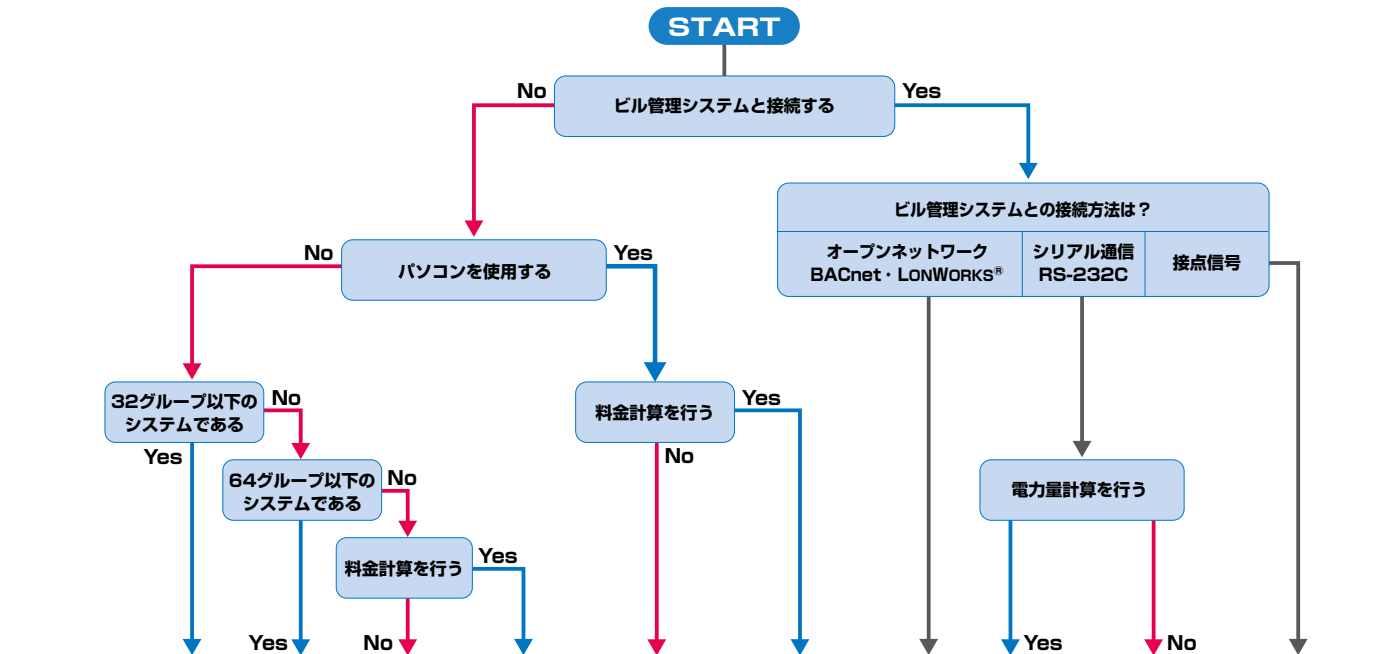 START
No
Yes
ビル管理システムと接続する
ビル管理システムとの接続方法は？
オープンネットワーク
BACnet・LONWORKS®
シリアル通信
RS-232C
接点信号
No
Yes
パソコンを使用する
32グループ以下の
システムである
No
Yes
料金計算を行う
Yes
No
64グループ以下の
システムである
No
電力量計算を行う
料金計算を行う
Yes
Yes
No
Yes
No